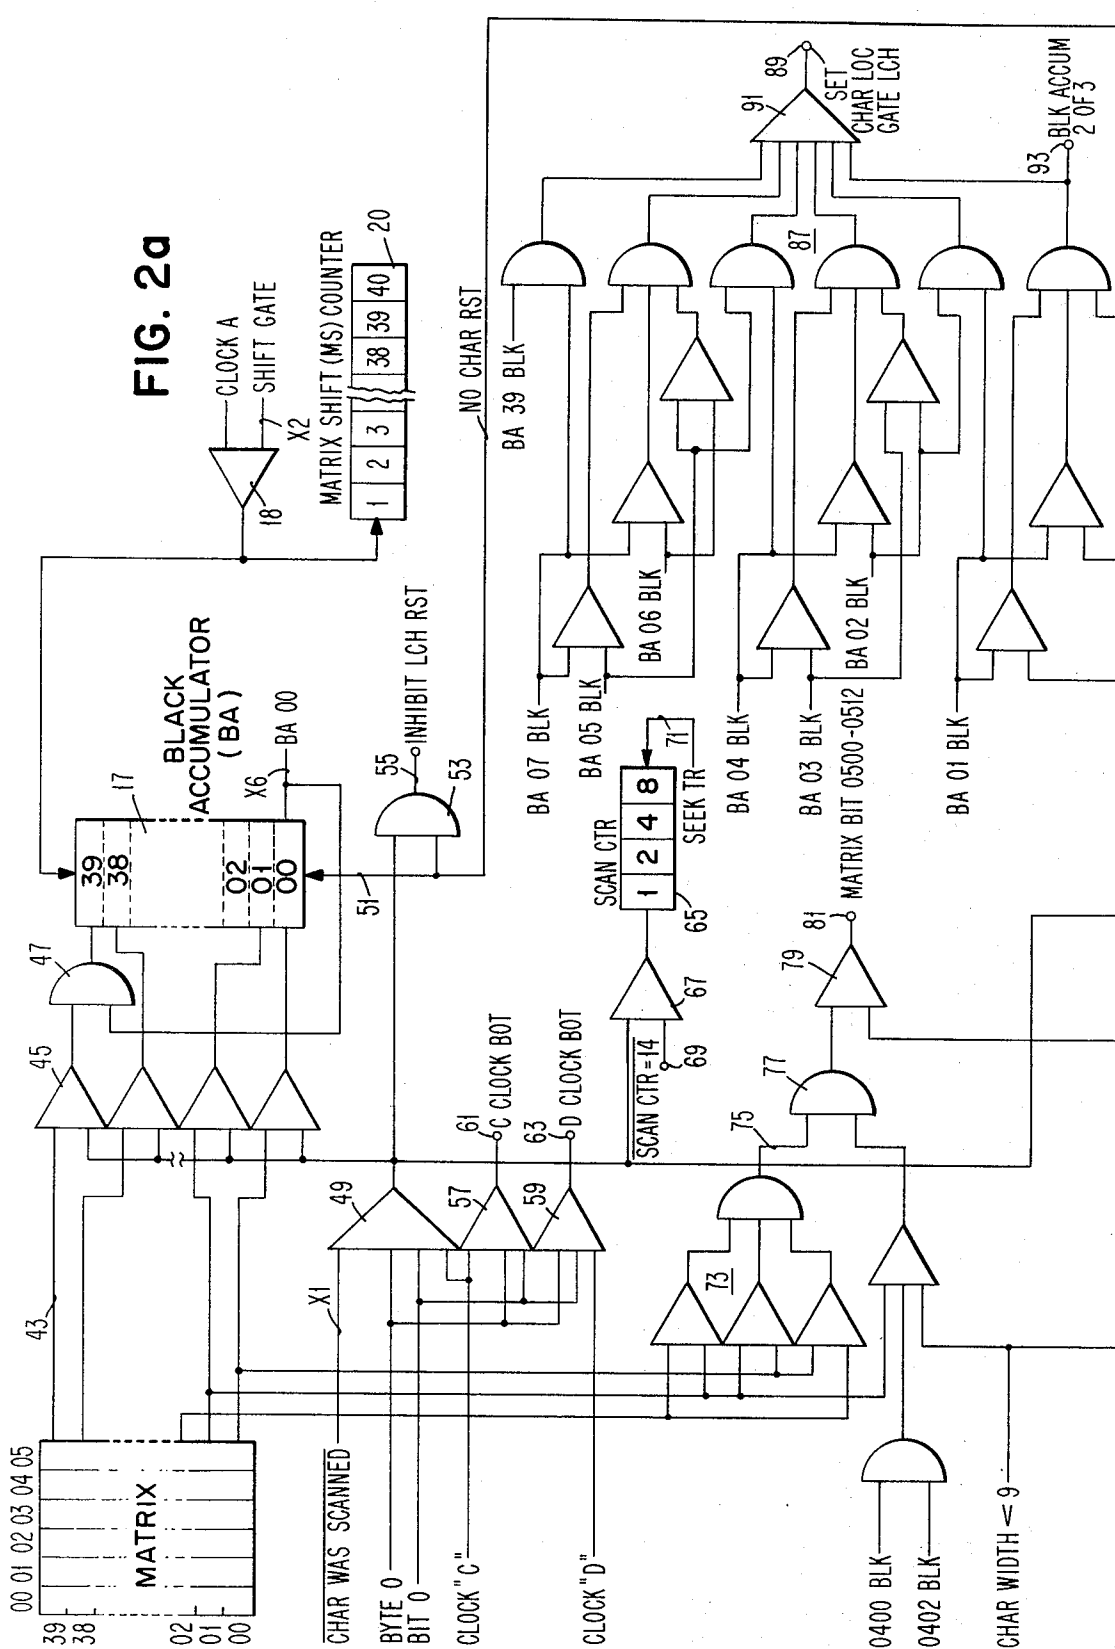 FIG. 2a
00 01 02 03 04 05
39
38
02
01
00
MATRIX
43
45
47
39
38
02
01
00
17
BLACK
ACCUMULATOR
(BA)
X6
BA 00
51
18
CLOCK A
SHIFT GATE
X2
MATRIX SHIFT (MS) COUNTER
1 2 3 38 39 40
20
CHAR WAS SCANNED
X1
BYTE 0
BIT 0
CLOCK "C"
CLOCK "D"
49
57
59
61
C CLOCK BOT
63
D CLOCK BOT
53
55
INHIBIT LCH RST
NO CHAR RST
SCAN CTR = 14
69
67
65
SCAN CTR
1 2 4 8
71
SEEK TR
73
75
77
79
81
MATRIX BIT 0500-0512
0400 BLK
0402 BLK
CHAR WIDTH < 9
BA 39 BLK
BA 07 BLK
BA 05 BLK
BA 06 BLK
BA 04 BLK
BA 03 BLK
BA 02 BLK
BA 01 BLK
87
91
89
SET
CHAR LOC
GATE LCH
93
BLK ACCUM
2 OF 3